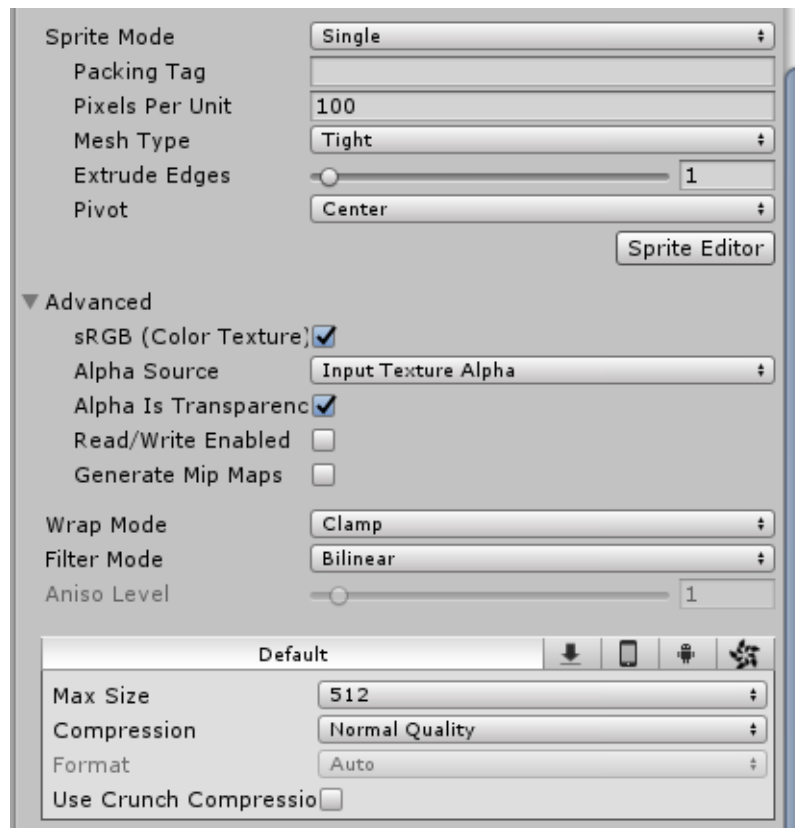 Sprite Mode Single
Packing Tag
Pixels Per Unit 100
Mesh Type Tight
Extrude Edges 1
Pivot Center
Sprite Editor
Advanced
sRGB (Color Texture)
Alpha Source Input Texture Alpha
Alpha Is Transparenc
Read/Write Enabled
Generate Mip Maps
Wrap Mode Clamp
Filter Mode Bilinear
Aniso Level 1
Default
Max Size 512
Compression Normal Quality
Format Auto
Use Crunch Compressio